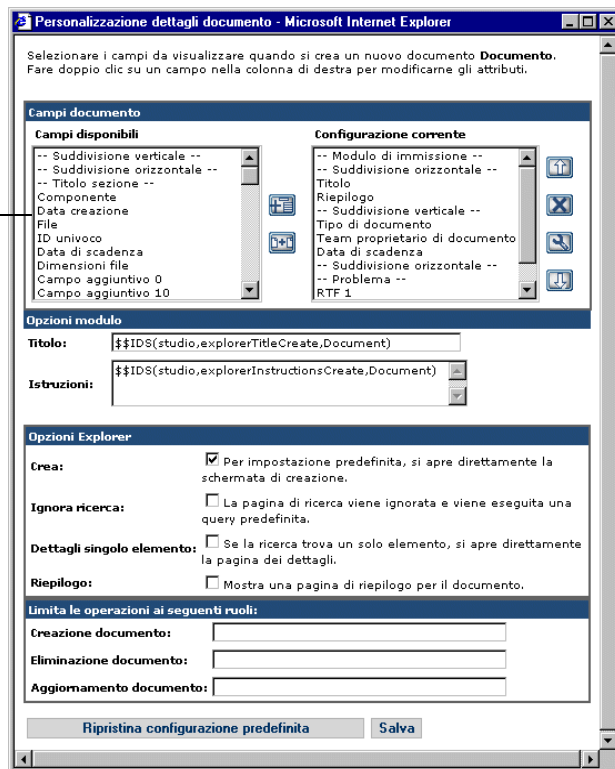 Personalizzazione dettagli documento - Microsoft Internet Explorer
Selezionare i campi da visualizzare quando si crea un nuovo documento Documento.
Fare doppio clic su un campo nella colonna di destra per modificarne gli attributi.
Campi documento
Campi disponibili
-- Suddivisione verticale --
-- Suddivisione orizzontale --
-- Titolo sezione --
Componente
Data creazione
File
ID univoco
Data di scadenza
Dimensioni file
Campo aggiuntivo 0
Campo aggiuntivo 10
Configurazione corrente
-- Modulo di immissione --
-- Suddivisione orizzontale --
Titolo
Riepilogo
-- Suddivisione verticale --
Tipo di documento
Team proprietario di documento
Data di scadenza
-- Suddivisione orizzontale --
-- Problema --
RTF 1
Opzioni modulo
Titolo: $$IDS(studio,explorerTitleCreate,Document)
Istruzioni: $$IDS(studio,explorerInstructionsCreate,Document)
Opzioni Explorer
Crea: Per impostazione predefinita, si apre direttamente la
schermata di creazione.
Ignora ricerca: La pagina di ricerca viene ignorata e viene eseguita una
query predefinita.
Dettagli singolo elemento: Se la ricerca trova un solo elemento, si apre direttamente
la pagina dei dettagli.
Riepilogo: Mostra una pagina di riepilogo per il documento.
Limita le operazioni ai seguenti ruoli:
Creazione documento:
Eliminazione documento:
Aggiornamento documento:
Ripristina configurazione predefinita Salva